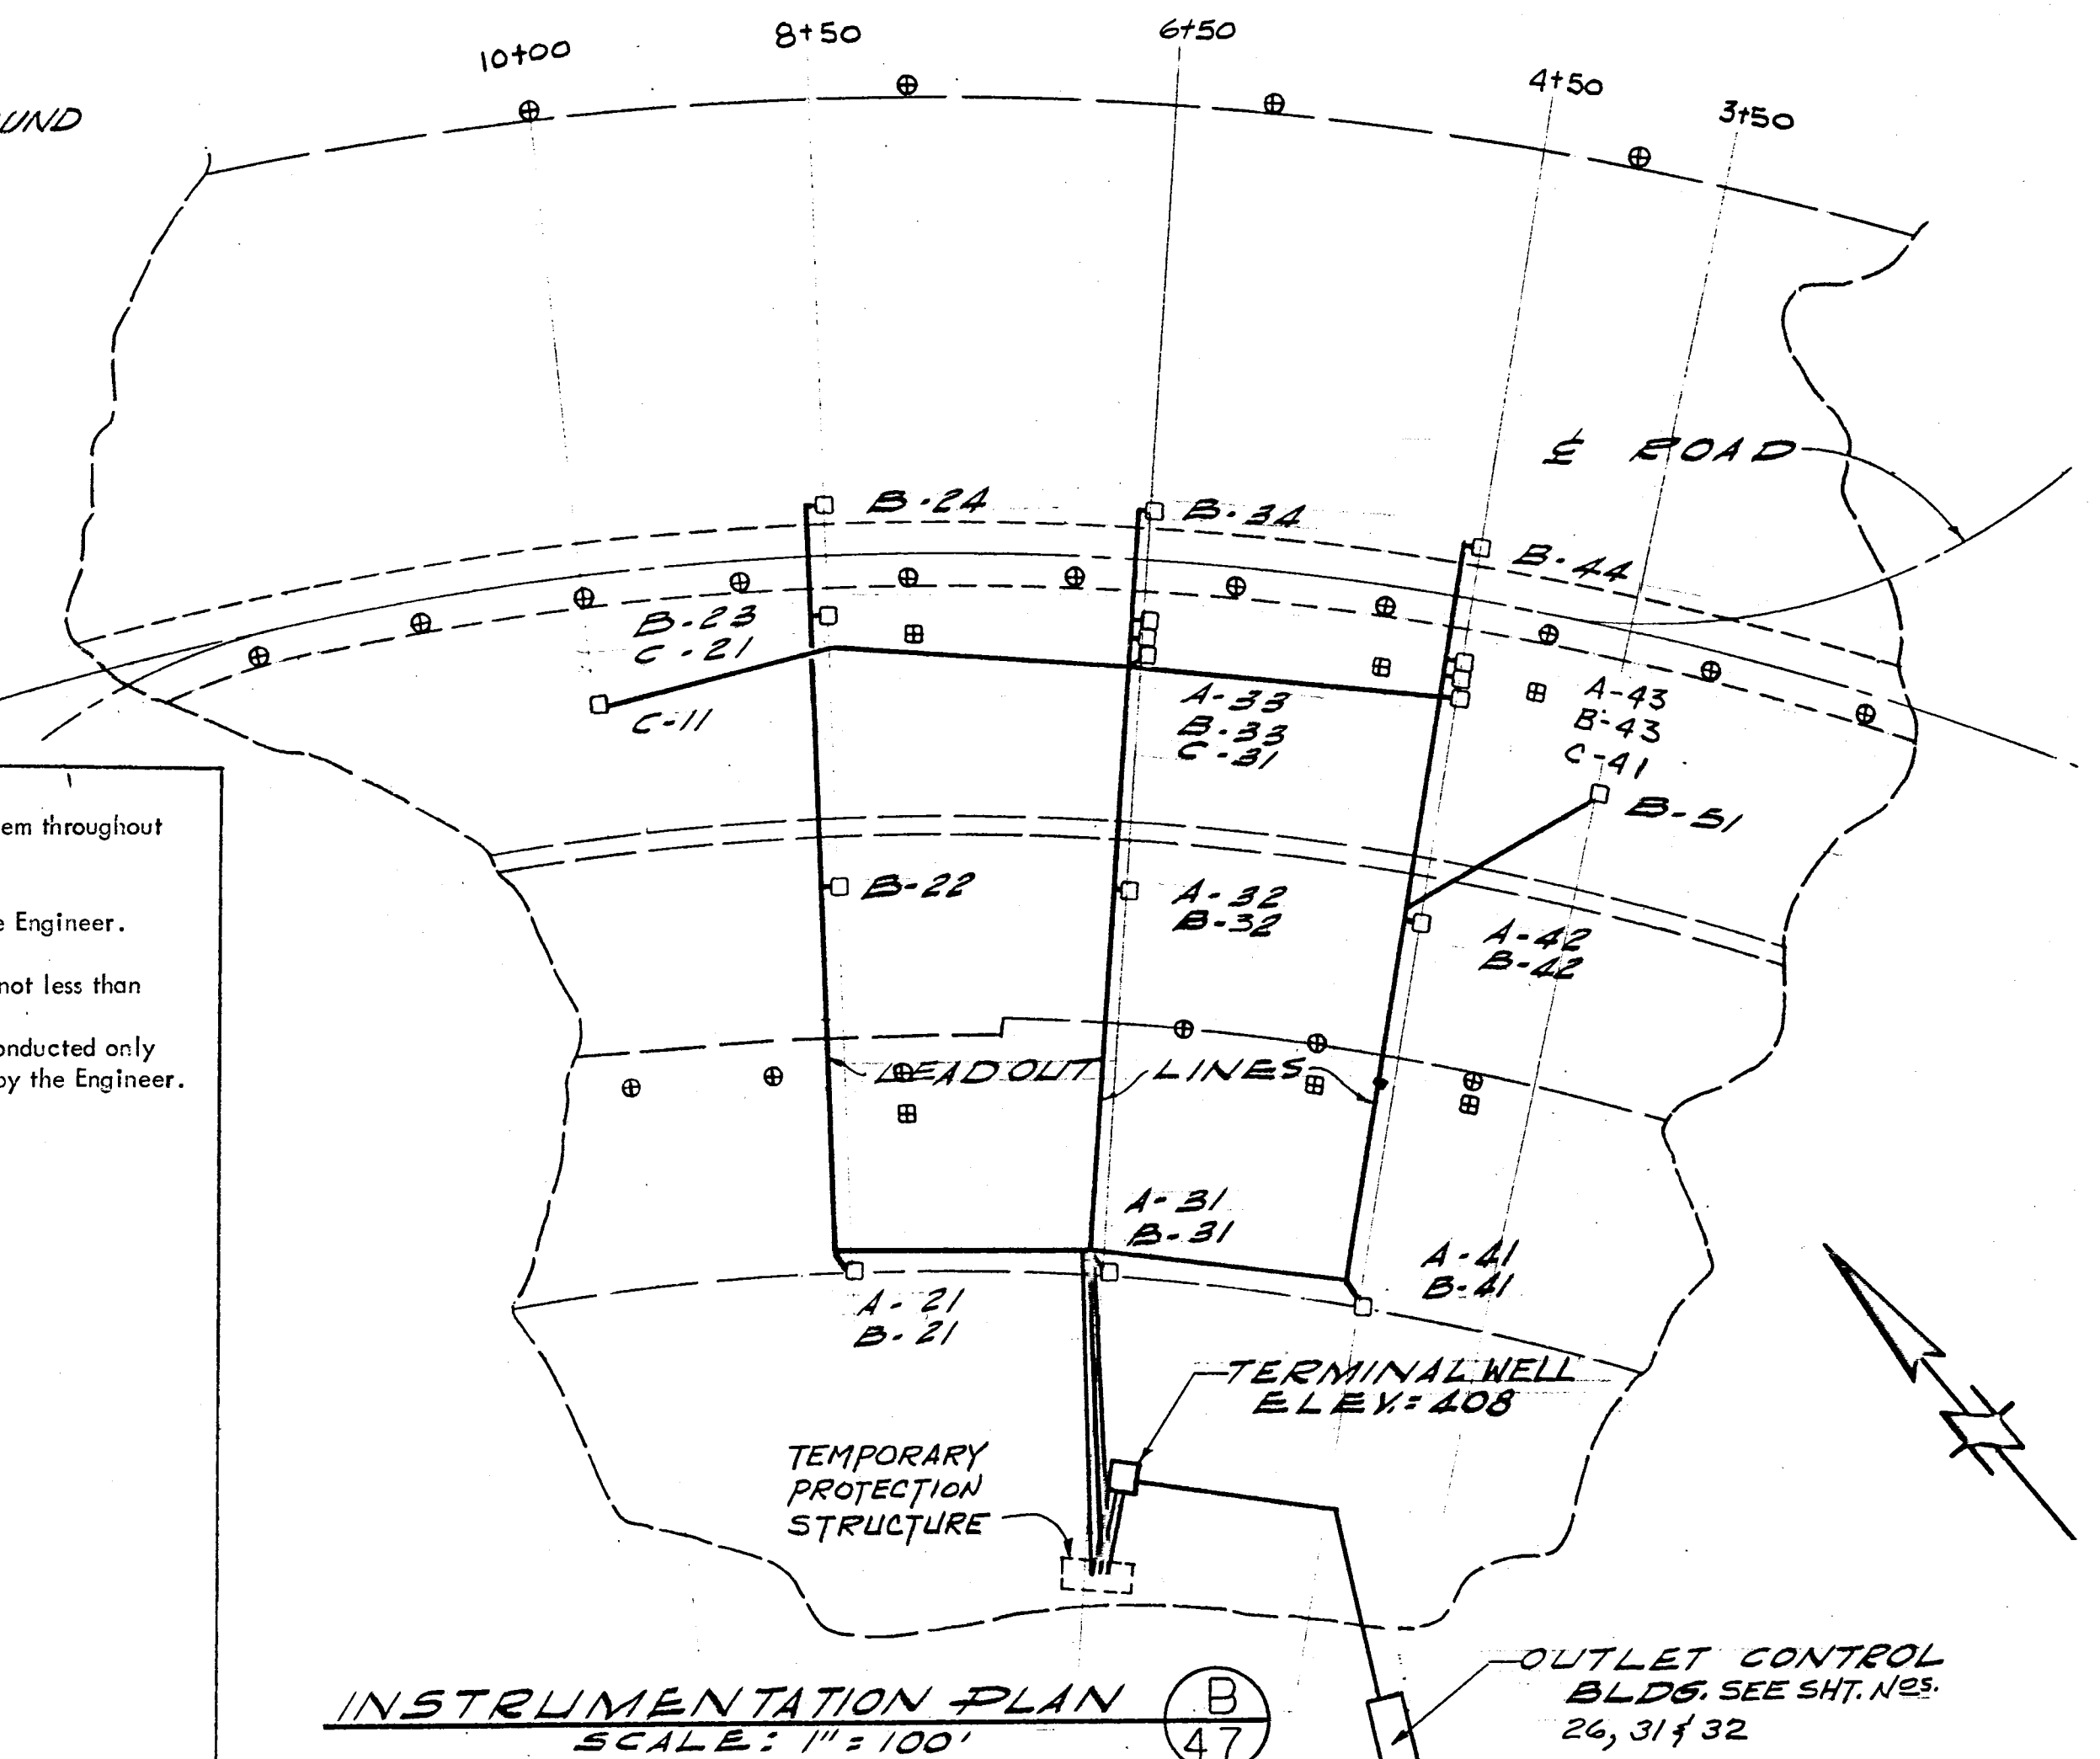 10+00
8+50
6+50
4+50
3+50
UND
℄ ROAD
B-24
B-34
B-44
B-23
C-21
C-11
A-33
B-33
C-31
A-43
B-43
C-41
B-51
em throughout
e Engineer.
not less than
onducted only
by the Engineer.
B-22
A-32
B-32
A-42
B-42
LEAD OUT LINES
A-31
B-31
A-41
B-41
A-21
B-21
TERMINAL WELL
ELEV.=408
TEMPORARY
PROTECTION
STRUCTURE
OUTLET CONTROL
BLDG. SEE SHT. NOS.
26, 31 & 32
INSTRUMENTATION PLAN
SCALE: 1"=100'
B
47